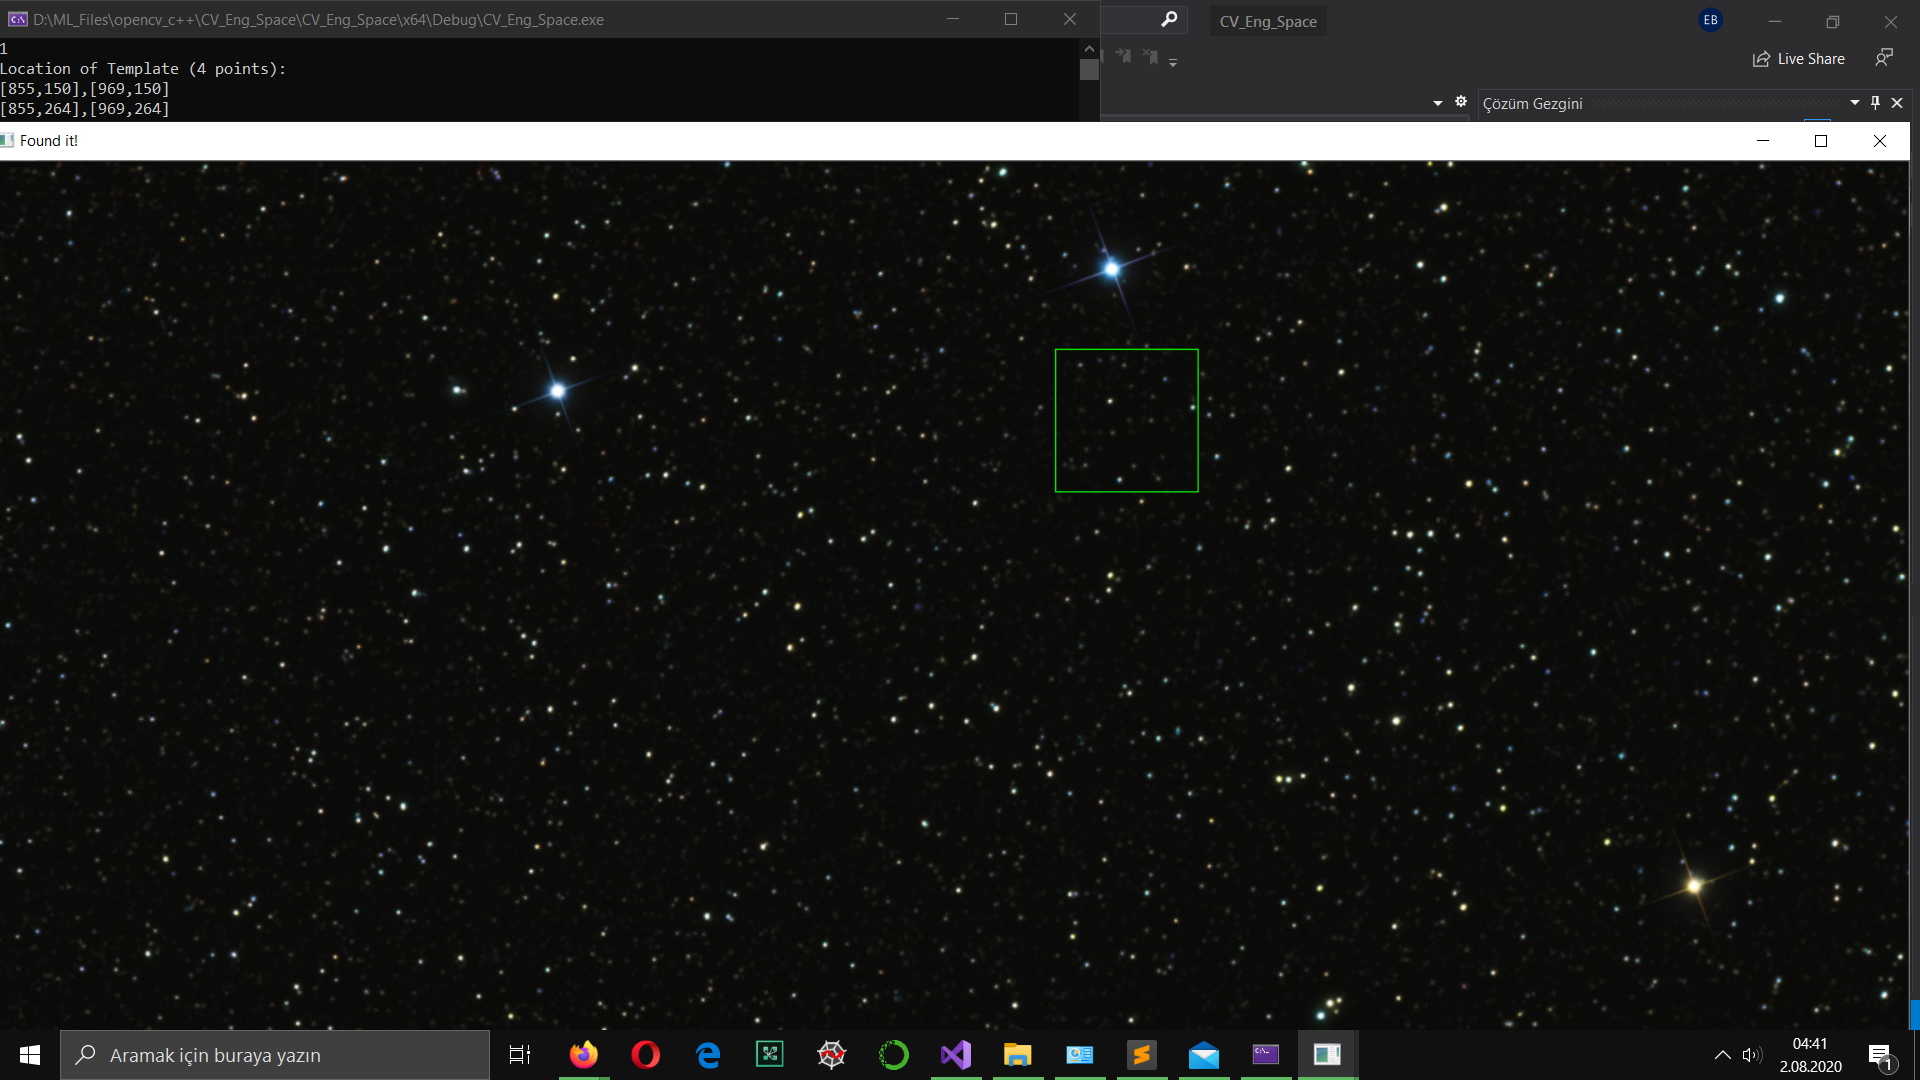 D:\ML_Files\opencv_c++\CV_Eng_Space\CV_Eng_Space\x64\Debug\CV_Eng_Space.exe
CV_Eng_Space
EB
1
Location of Template (4 points):
[855,150],[969,150]
[855,264],[969,264]
Live Share
Çözüm Gezgini
Found it!
Aramak için buraya yazın
04:41
2.08.2020
1